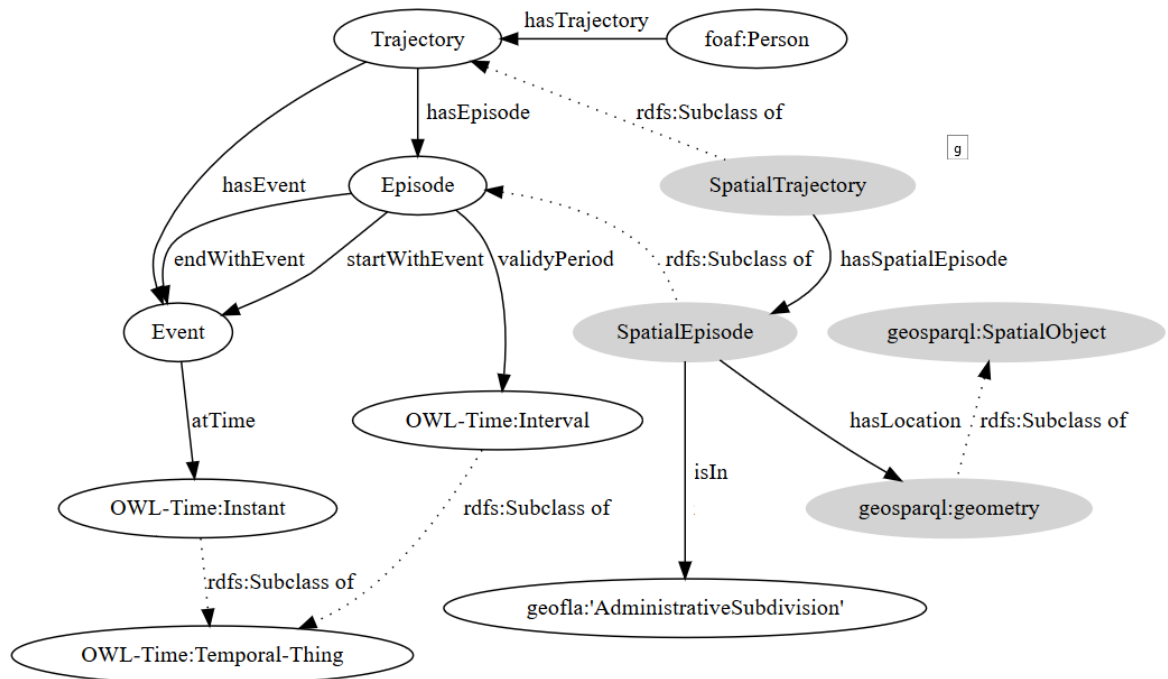 hasTrajectory
Trajectory
foaf:Person
hasEpisode
rdfs:Subclass of
g
hasEvent
Episode
SpatialTrajectory
endWithEvent
startWithEvent
validyPeriod
rdfs:Subclass of
hasSpatialEpisode
Event
SpatialEpisode
geosparql:SpatialObject
atTime
OWL-Time:Interval
hasLocation
rdfs:Subclass of
isIn
OWL-Time:Instant
rdfs:Subclass of
geosparql:geometry
rdfs:Subclass of
geofla:'AdministrativeSubdivision'
OWL-Time:Temporal-Thing